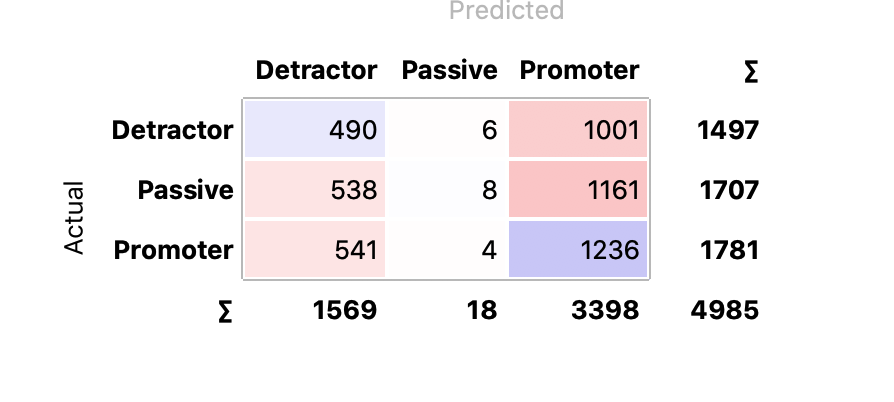 Predicted
Detractor Passive Promoter Σ
Detractor 490 6 1001 1497
Actual
Passive 538 8 1161 1707
Promoter 541 4 1236 1781
Σ 1569 18 3398 4985